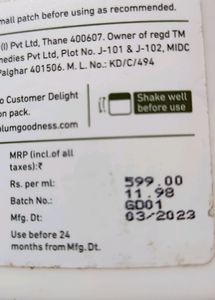 mall patch before using as recommended.
(I) Pvt Ltd, Thane 400607. Owner of regd TM
medies Pvt Ltd, Plot No. J-101 & J-102, MIDC
Palghar 401506. M. L. No.: KD/C/494
o Customer Delight
on pack.
lumgoodness.com
Shake well
before use
MRP (incl.of all
taxes):₹ 599.00
Rs. per ml: 11.98
Batch No.: GD01
Mfg. Dt: 03/2023
Use before 24
months from Mfg. Dt.